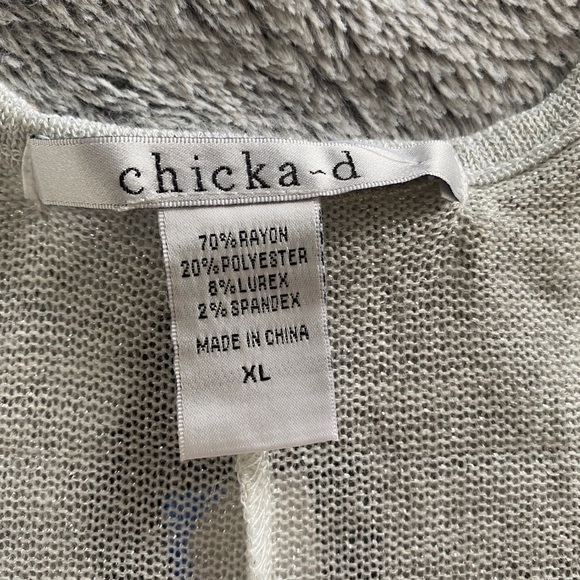 chicka~d
70%RAYON
20%POLYESTER
8%LUREX
2%SPANDEX
MADE IN CHINA
XL